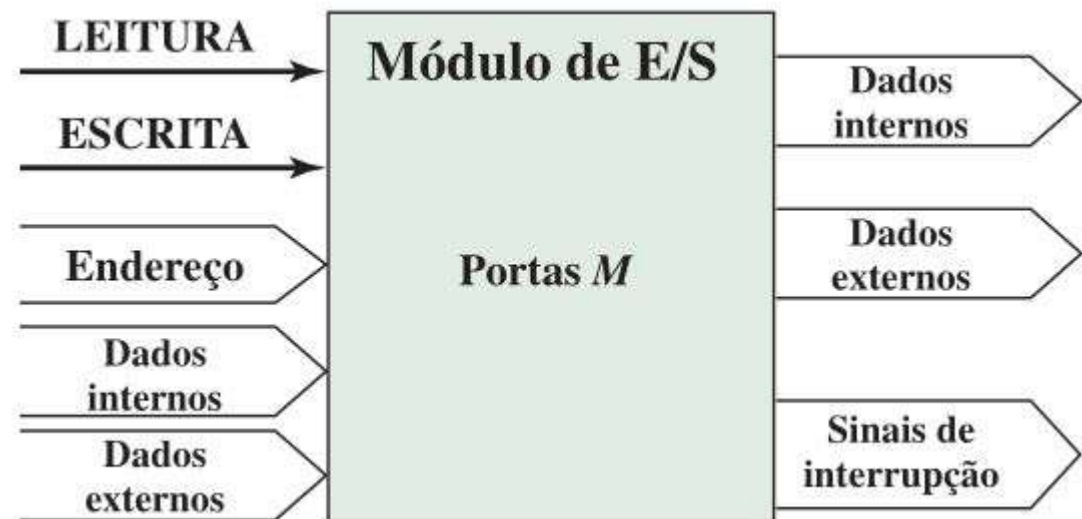 LEITURA
ESCRITA
Endereço
Dados
internos
Dados
externos
Módulo de E/S
Portas M
Dados
internos
Dados
externos
Sinais de
interrupção